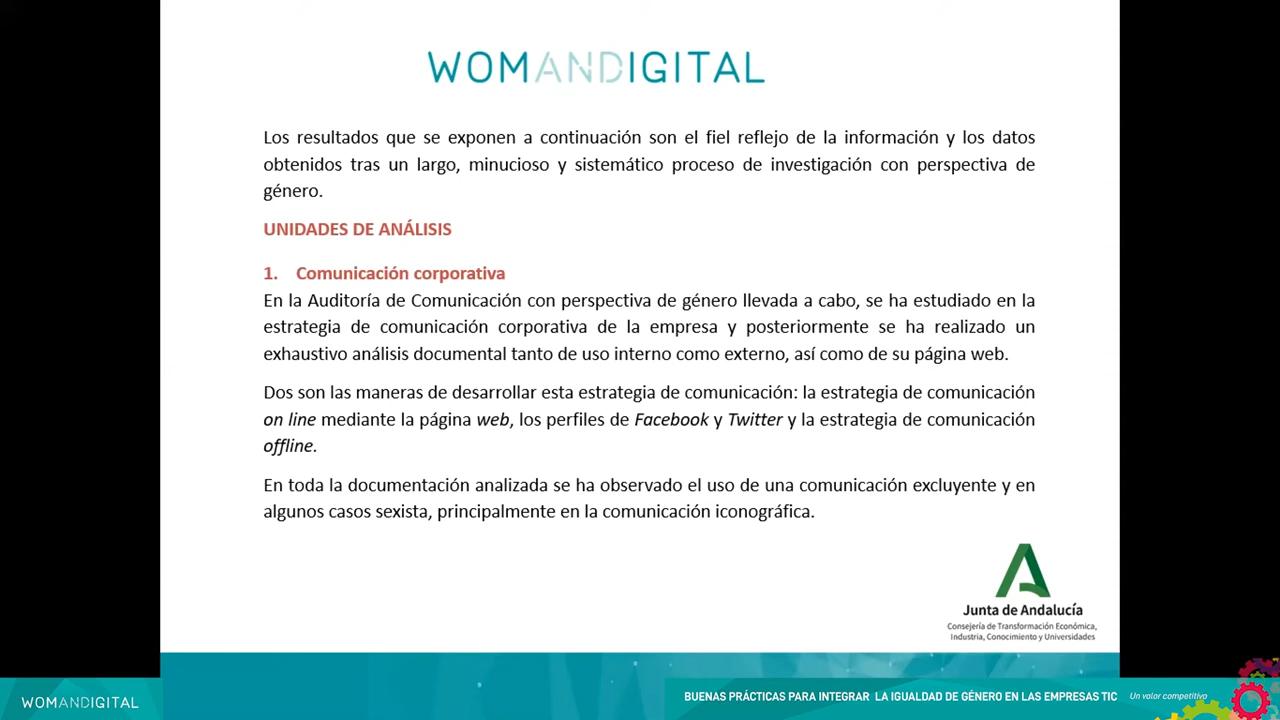 WOMANDIGITAL
Los resultados que se exponen a continuación son el fiel reflejo de la información y los datos
obtenidos tras un largo, minucioso y sistemático proceso de investigación con perspectiva de
género.
UNIDADES DE ANÁLISIS
1. Comunicación corporativa
En la Auditoría de Comunicación con perspectiva de género llevada a cabo, se ha estudiado en la
estrategia de comunicación corporativa de la empresa y posteriormente se ha realizado un
exhaustivo análisis documental tanto de uso interno como externo, así como de su página web.
Dos son las maneras de desarrollar esta estrategia de comunicación: la estrategia de comunicación
on line mediante la página web, los perfiles de Facebook y Twitter y la estrategia de comunicación
offline.
En toda la documentación analizada se ha observado el uso de una comunicación excluyente y en
algunos casos sexista, principalmente en la comunicación iconográfica.
Junta de Andalucía
Consejería de Transformación Económica,
Industria, Conocimiento y Universidades
WOMANDIGITAL
BUENAS PRÁCTICAS PARA INTEGRAR LA IGUALDAD DE GÉNERO EN LAS EMPRESAS TIC
Un valor competitivo